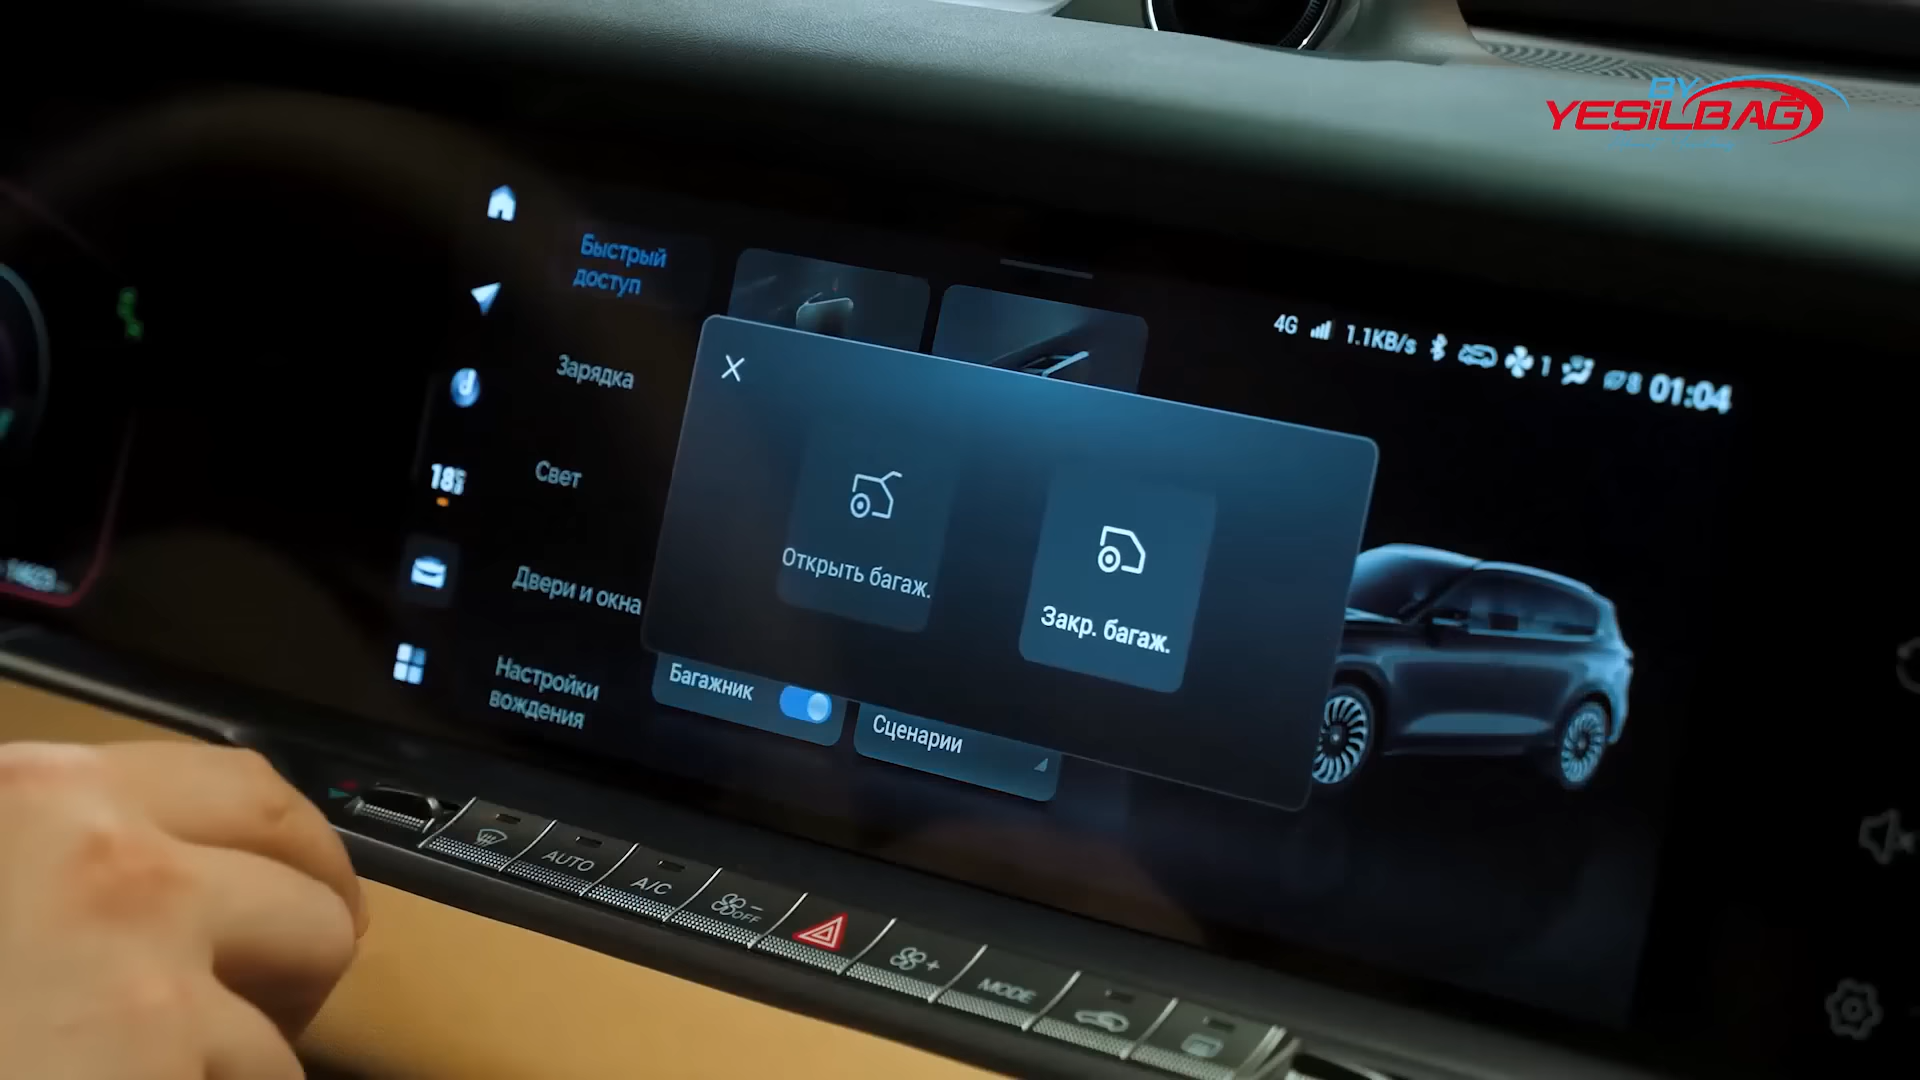 BY
YESiLBAG
Быстрый
доступ
4G 1.1KB/s 1 8 01:04
Зарядка
18
Свет
Открыть багаж.
Закр. багаж.
Двери и окна
Настройки
вождения
Багажник
Сценарии
AUTO
A/C
OFF
MODE